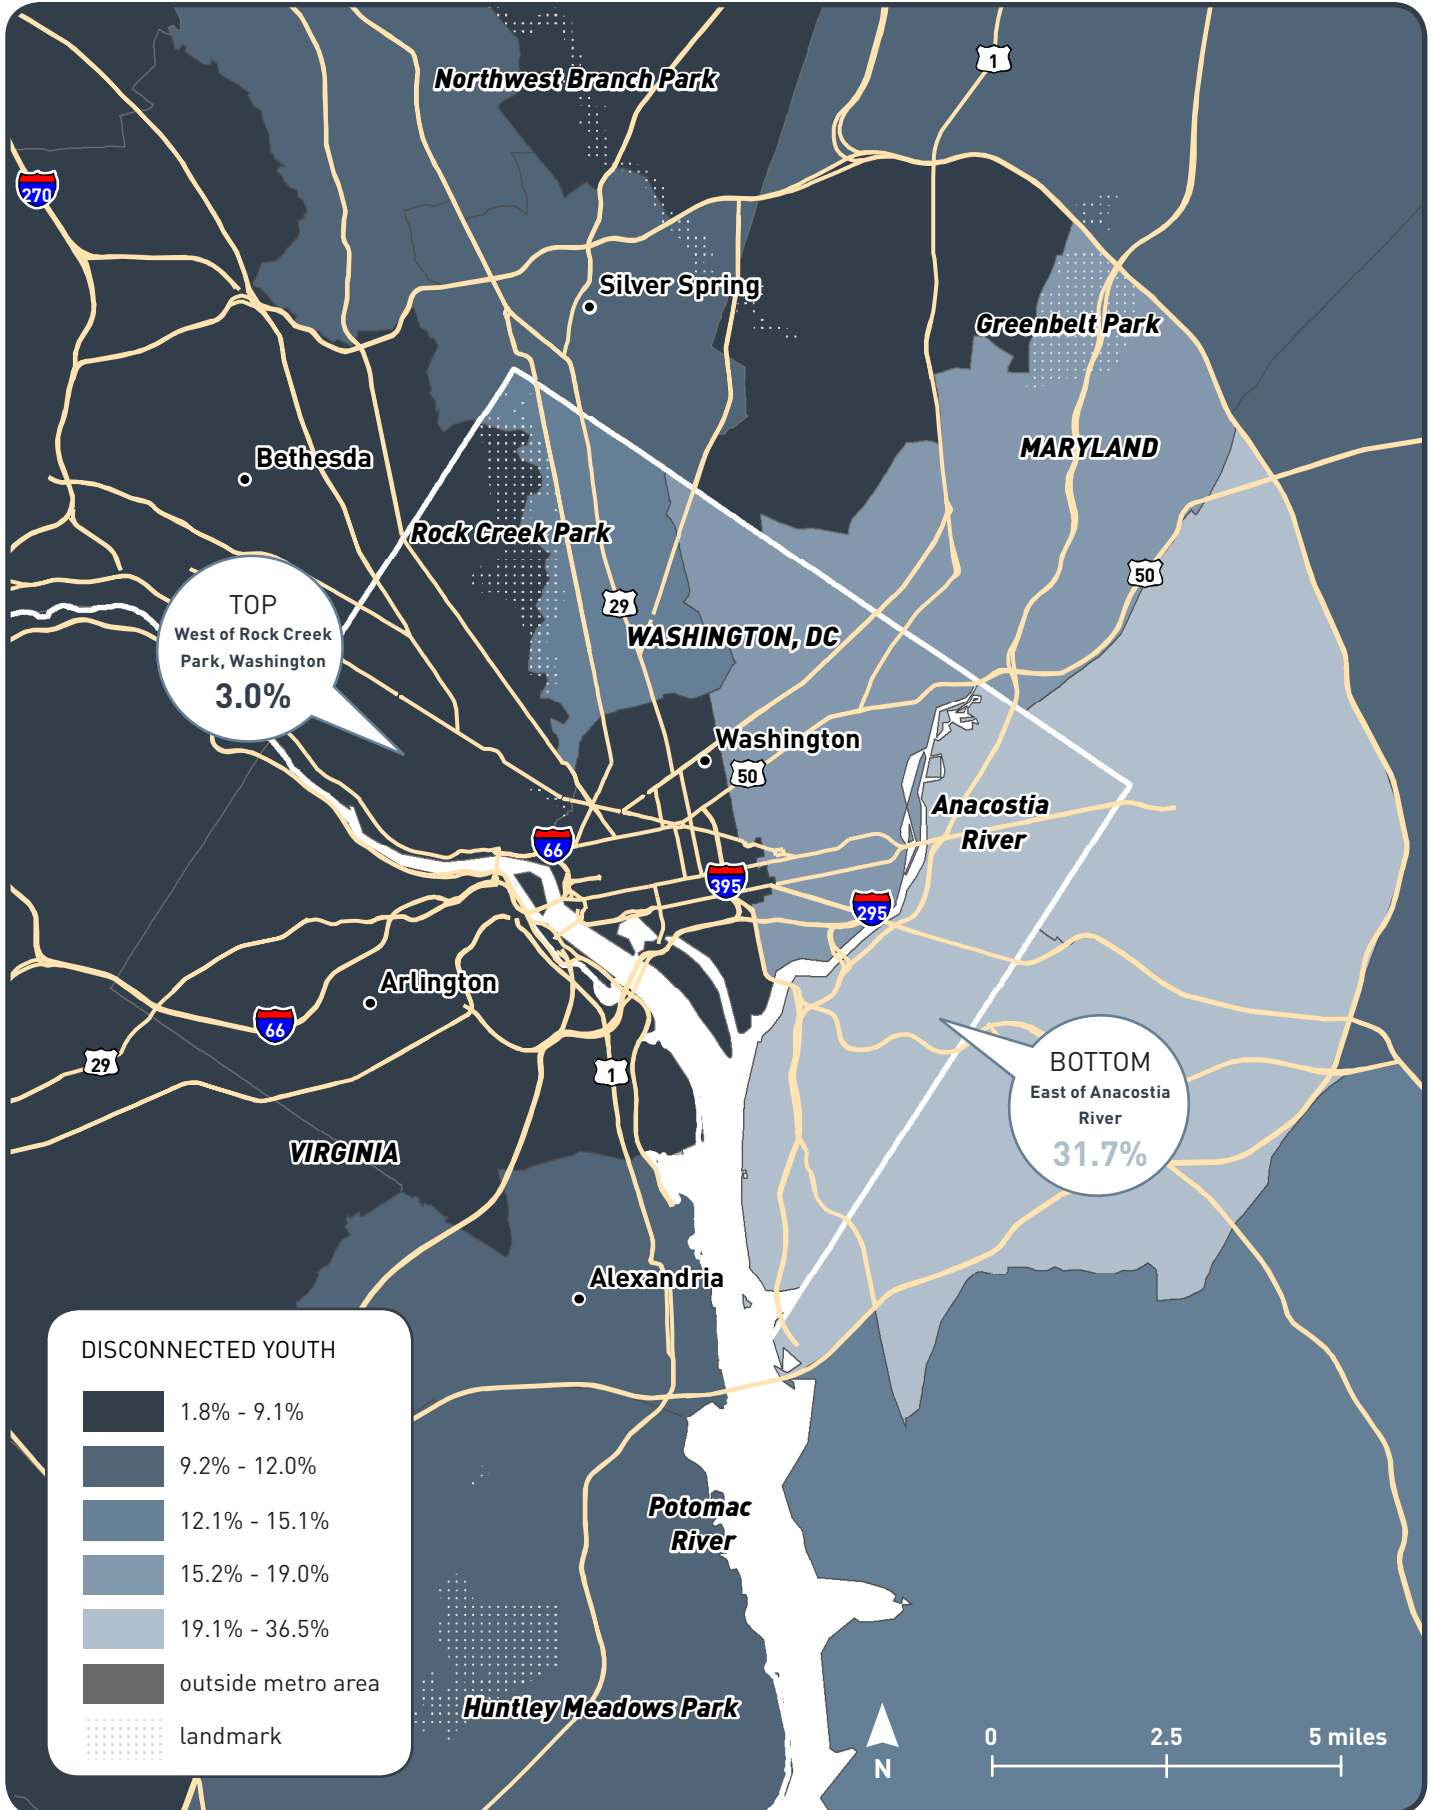 1
Northwest Branch Park
270
Silver Spring
Greenbelt Park
MARYLAND
Bethesda
Rock Creek Park
50
TOP
West of Rock Creek
Park, Washington
3.0%
29
WASHINGTON, DC
Washington
50
Anacostia
River
66
395
295
Arlington
66
29
1
BOTTOM
East of Anacostia
River
31.7%
VIRGINIA
Alexandria
DISCONNECTED YOUTH
1.8% - 9.1%
9.2% - 12.0%
12.1% - 15.1%
15.2% - 19.0%
19.1% - 36.5%
outside metro area
landmark
Potomac
River
Huntley Meadows Park
N
0 2.5 5 miles